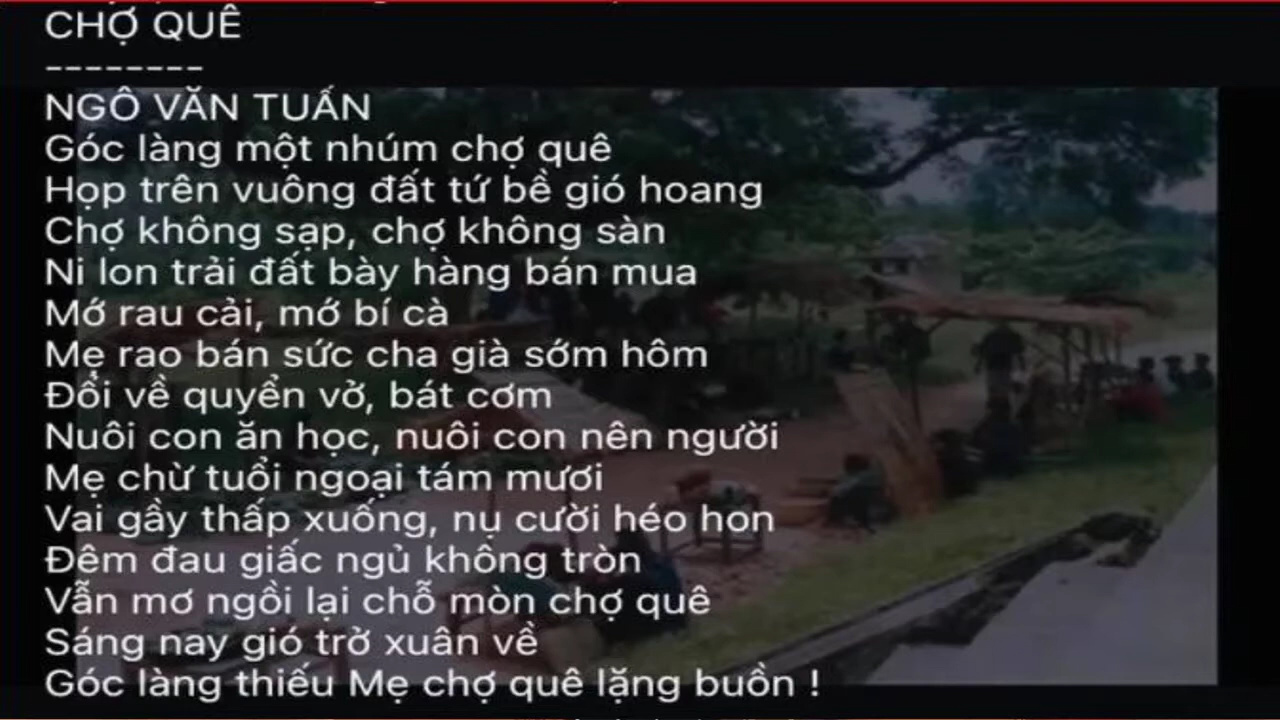 CHỢ QUÊ
--------
NGÔ VĂN TUẤN
Góc làng một nhúm chợ quê
Họp trên vuông đất tứ bề gió hoang
Chợ không sạp, chợ không sàn
Ni lon trải đất bày hàng bán mua
Mớ rau cải, mớ bí cà
Mẹ rao bán sức cha già sớm hôm
Đổi về quyển vở, bát cơm
Nuôi con ăn học, nuôi con nên người
Mẹ chừ tuổi ngoại tám mươi
Vai gầy thấp xuống, nụ cười héo hon
Đêm đau giấc ngủ không tròn
Vẫn mơ ngồi lại chỗ mòn chợ quê
Sáng nay gió trở xuân về
Góc làng thiếu Mẹ chợ quê lặng buồn !